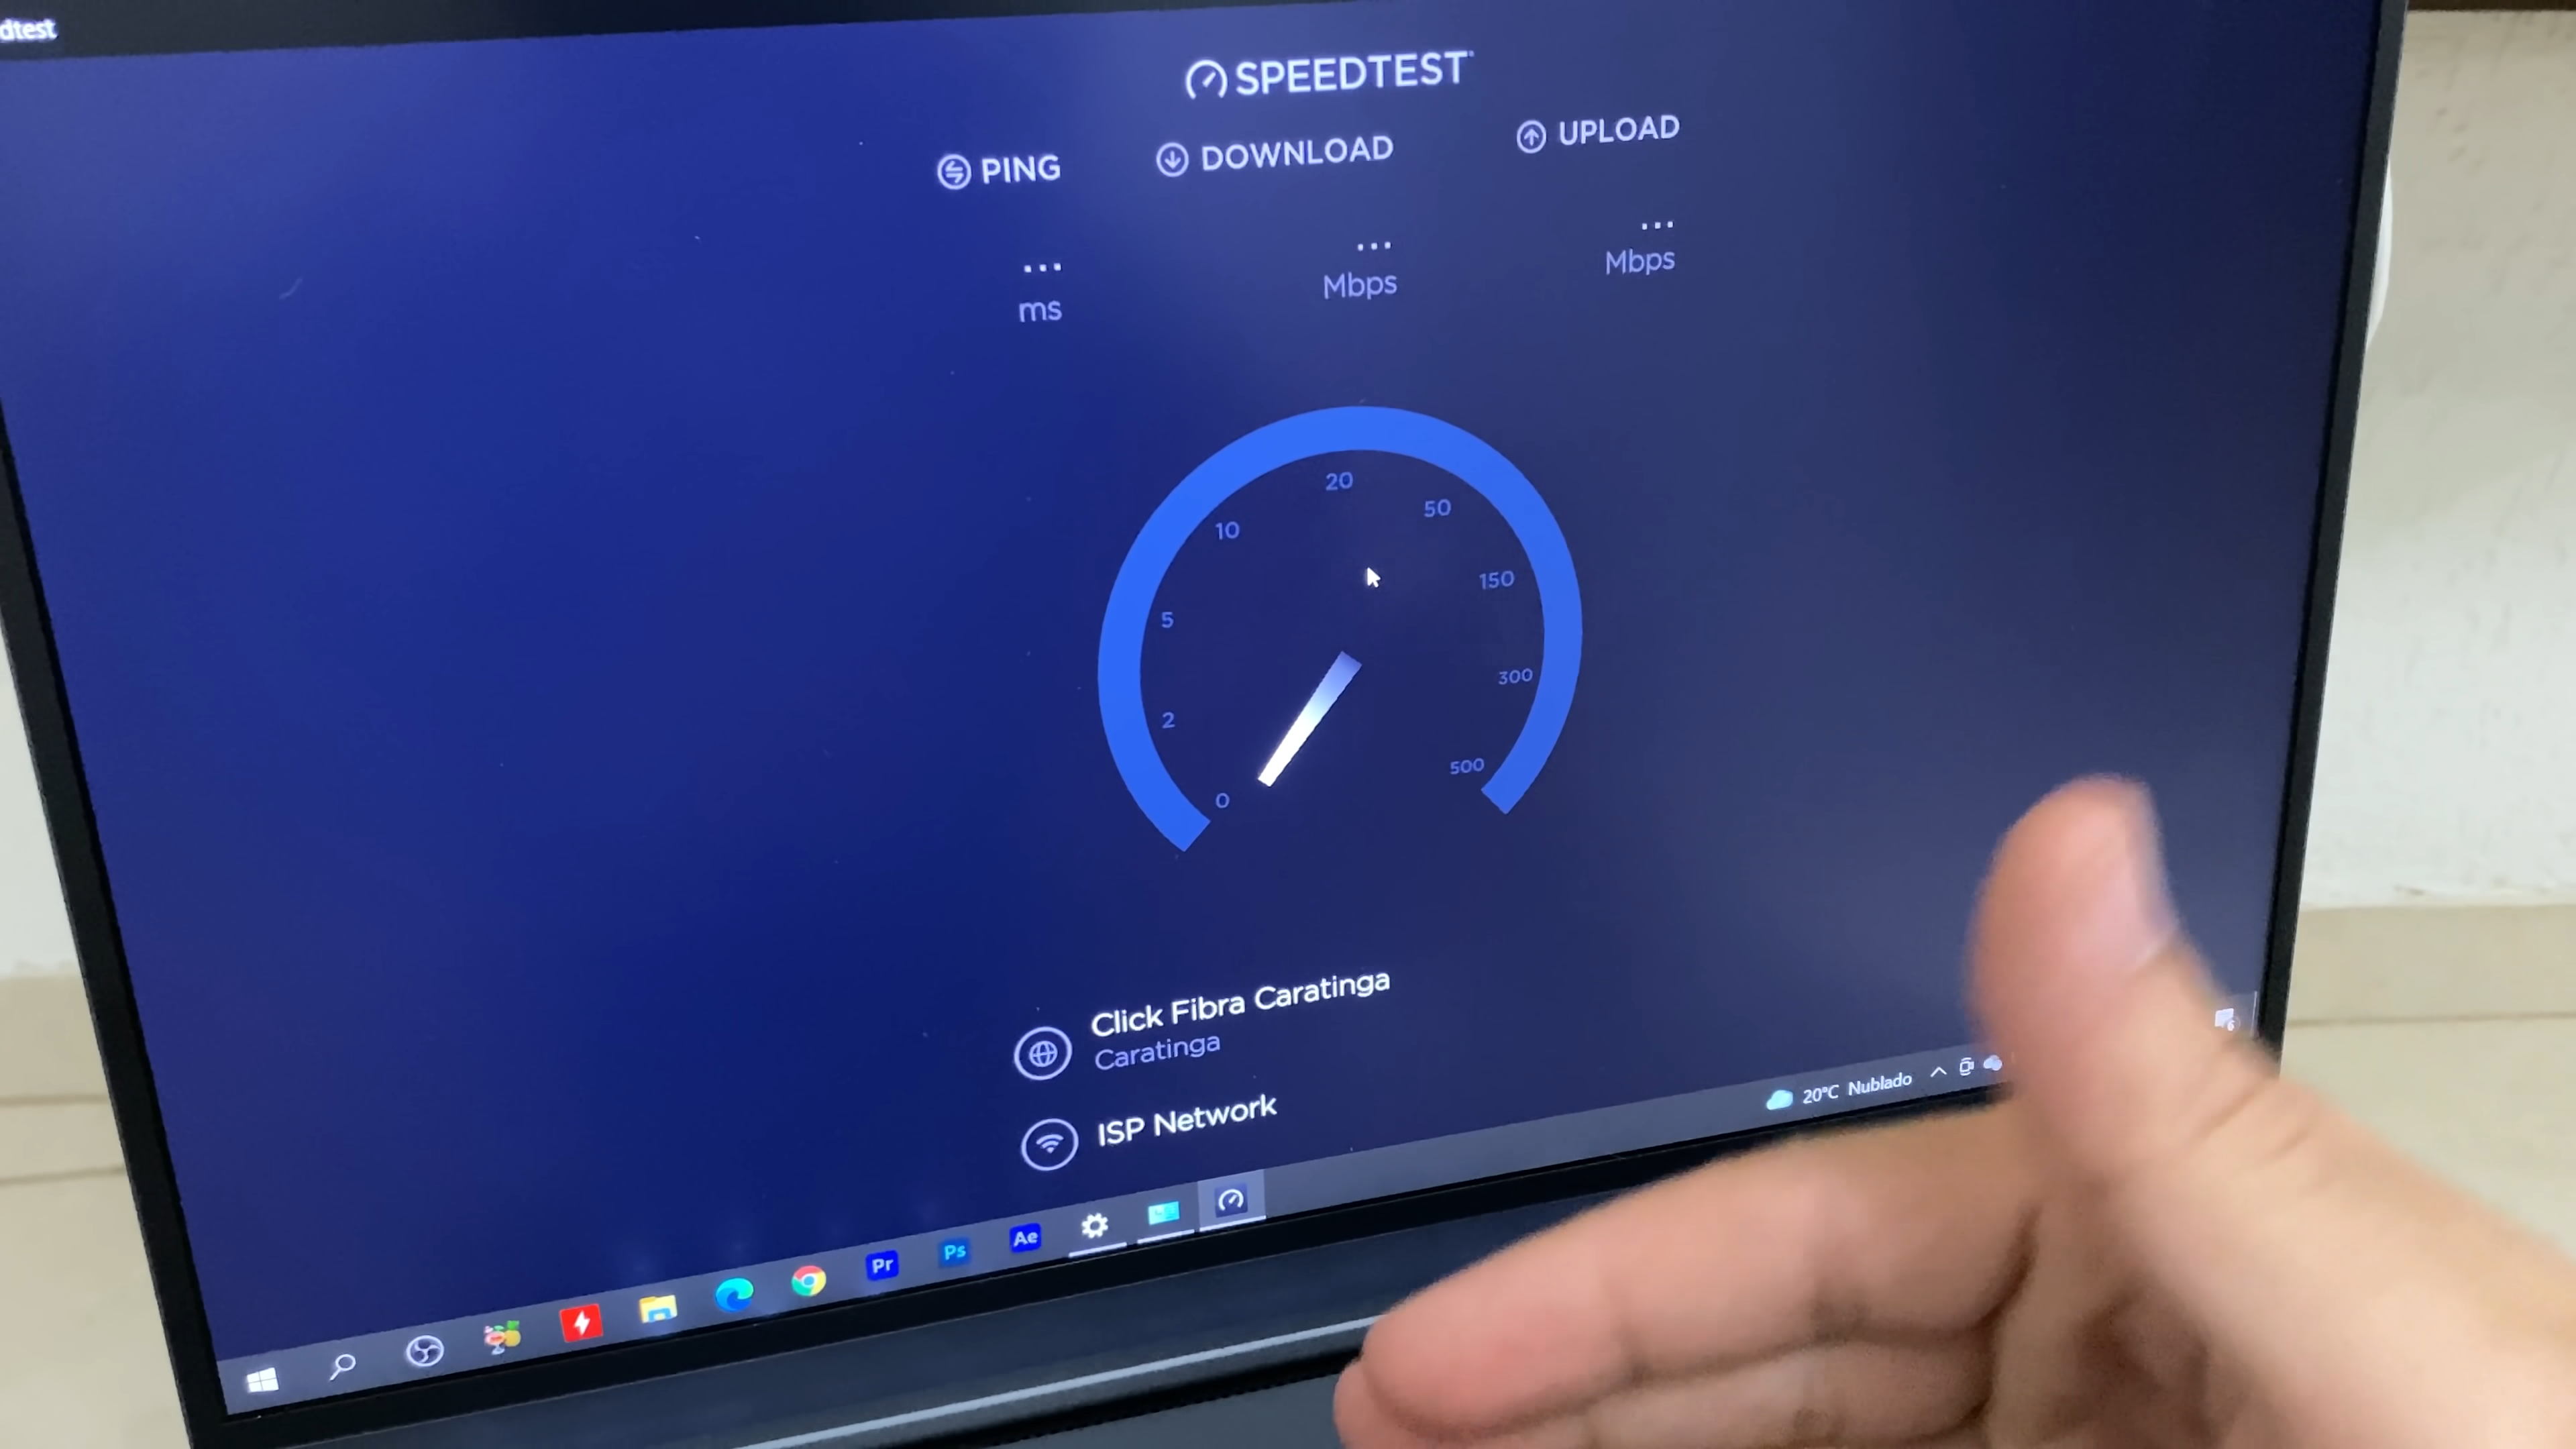 dtest
SPEEDTEST
PING
DOWNLOAD
UPLOAD
...
...
...
ms
Mbps
Mbps
0
2
5
10
20
50
150
300
500
Click Fibra Caratinga
Caratinga
ISP Network
20°C Nublado
6
Pr
Ps
Ae